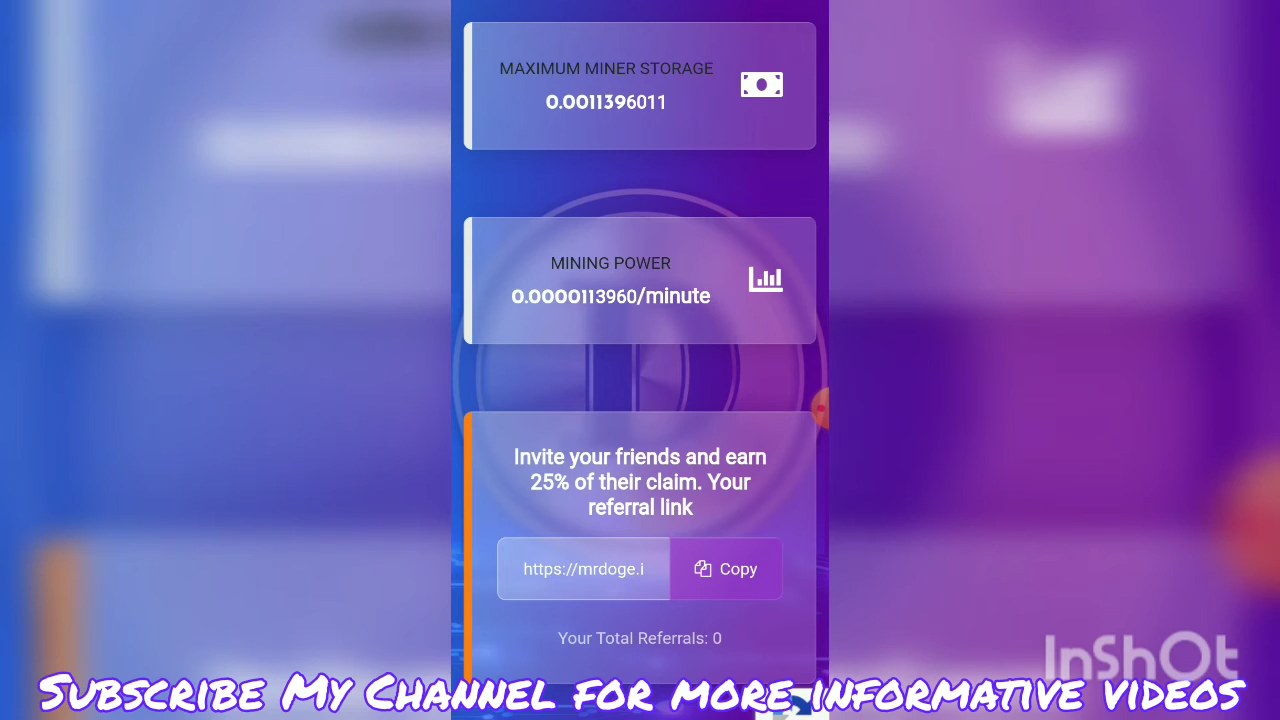 MAXIMUM MINER STORAGE
0.0011396011
MINING POWER
0.0000113960/minute
Invite your friends and earn
25% of their claim. Your
referral link
https://mrdoge.i
Copy
Your Total Referrals: 0
InShOt
Subscribe My Channel for more informative videos